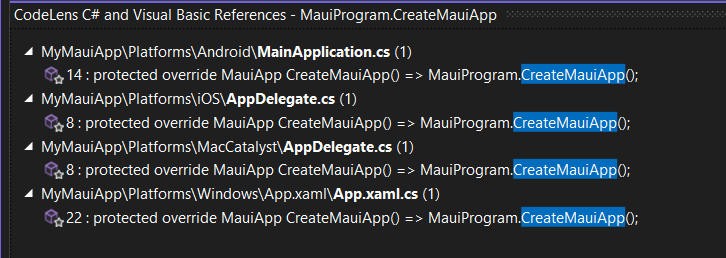 CodeLens C# and Visual Basic References - MauiProgram.CreateMauiApp
MyMauiApp\Platforms\Android\MainApplication.cs (1)
14 : protected override MauiApp CreateMauiApp() => MauiProgram.CreateMauiApp();
MyMauiApp\Platforms\iOS\AppDelegate.cs (1)
8 : protected override MauiApp CreateMauiApp() => MauiProgram.CreateMauiApp();
MyMauiApp\Platforms\MacCatalyst\AppDelegate.cs (1)
8 : protected override MauiApp CreateMauiApp() => MauiProgram.CreateMauiApp();
MyMauiApp\Platforms\Windows\App.xaml\App.xaml.cs (1)
22 : protected override MauiApp CreateMauiApp() => MauiProgram.CreateMauiApp();